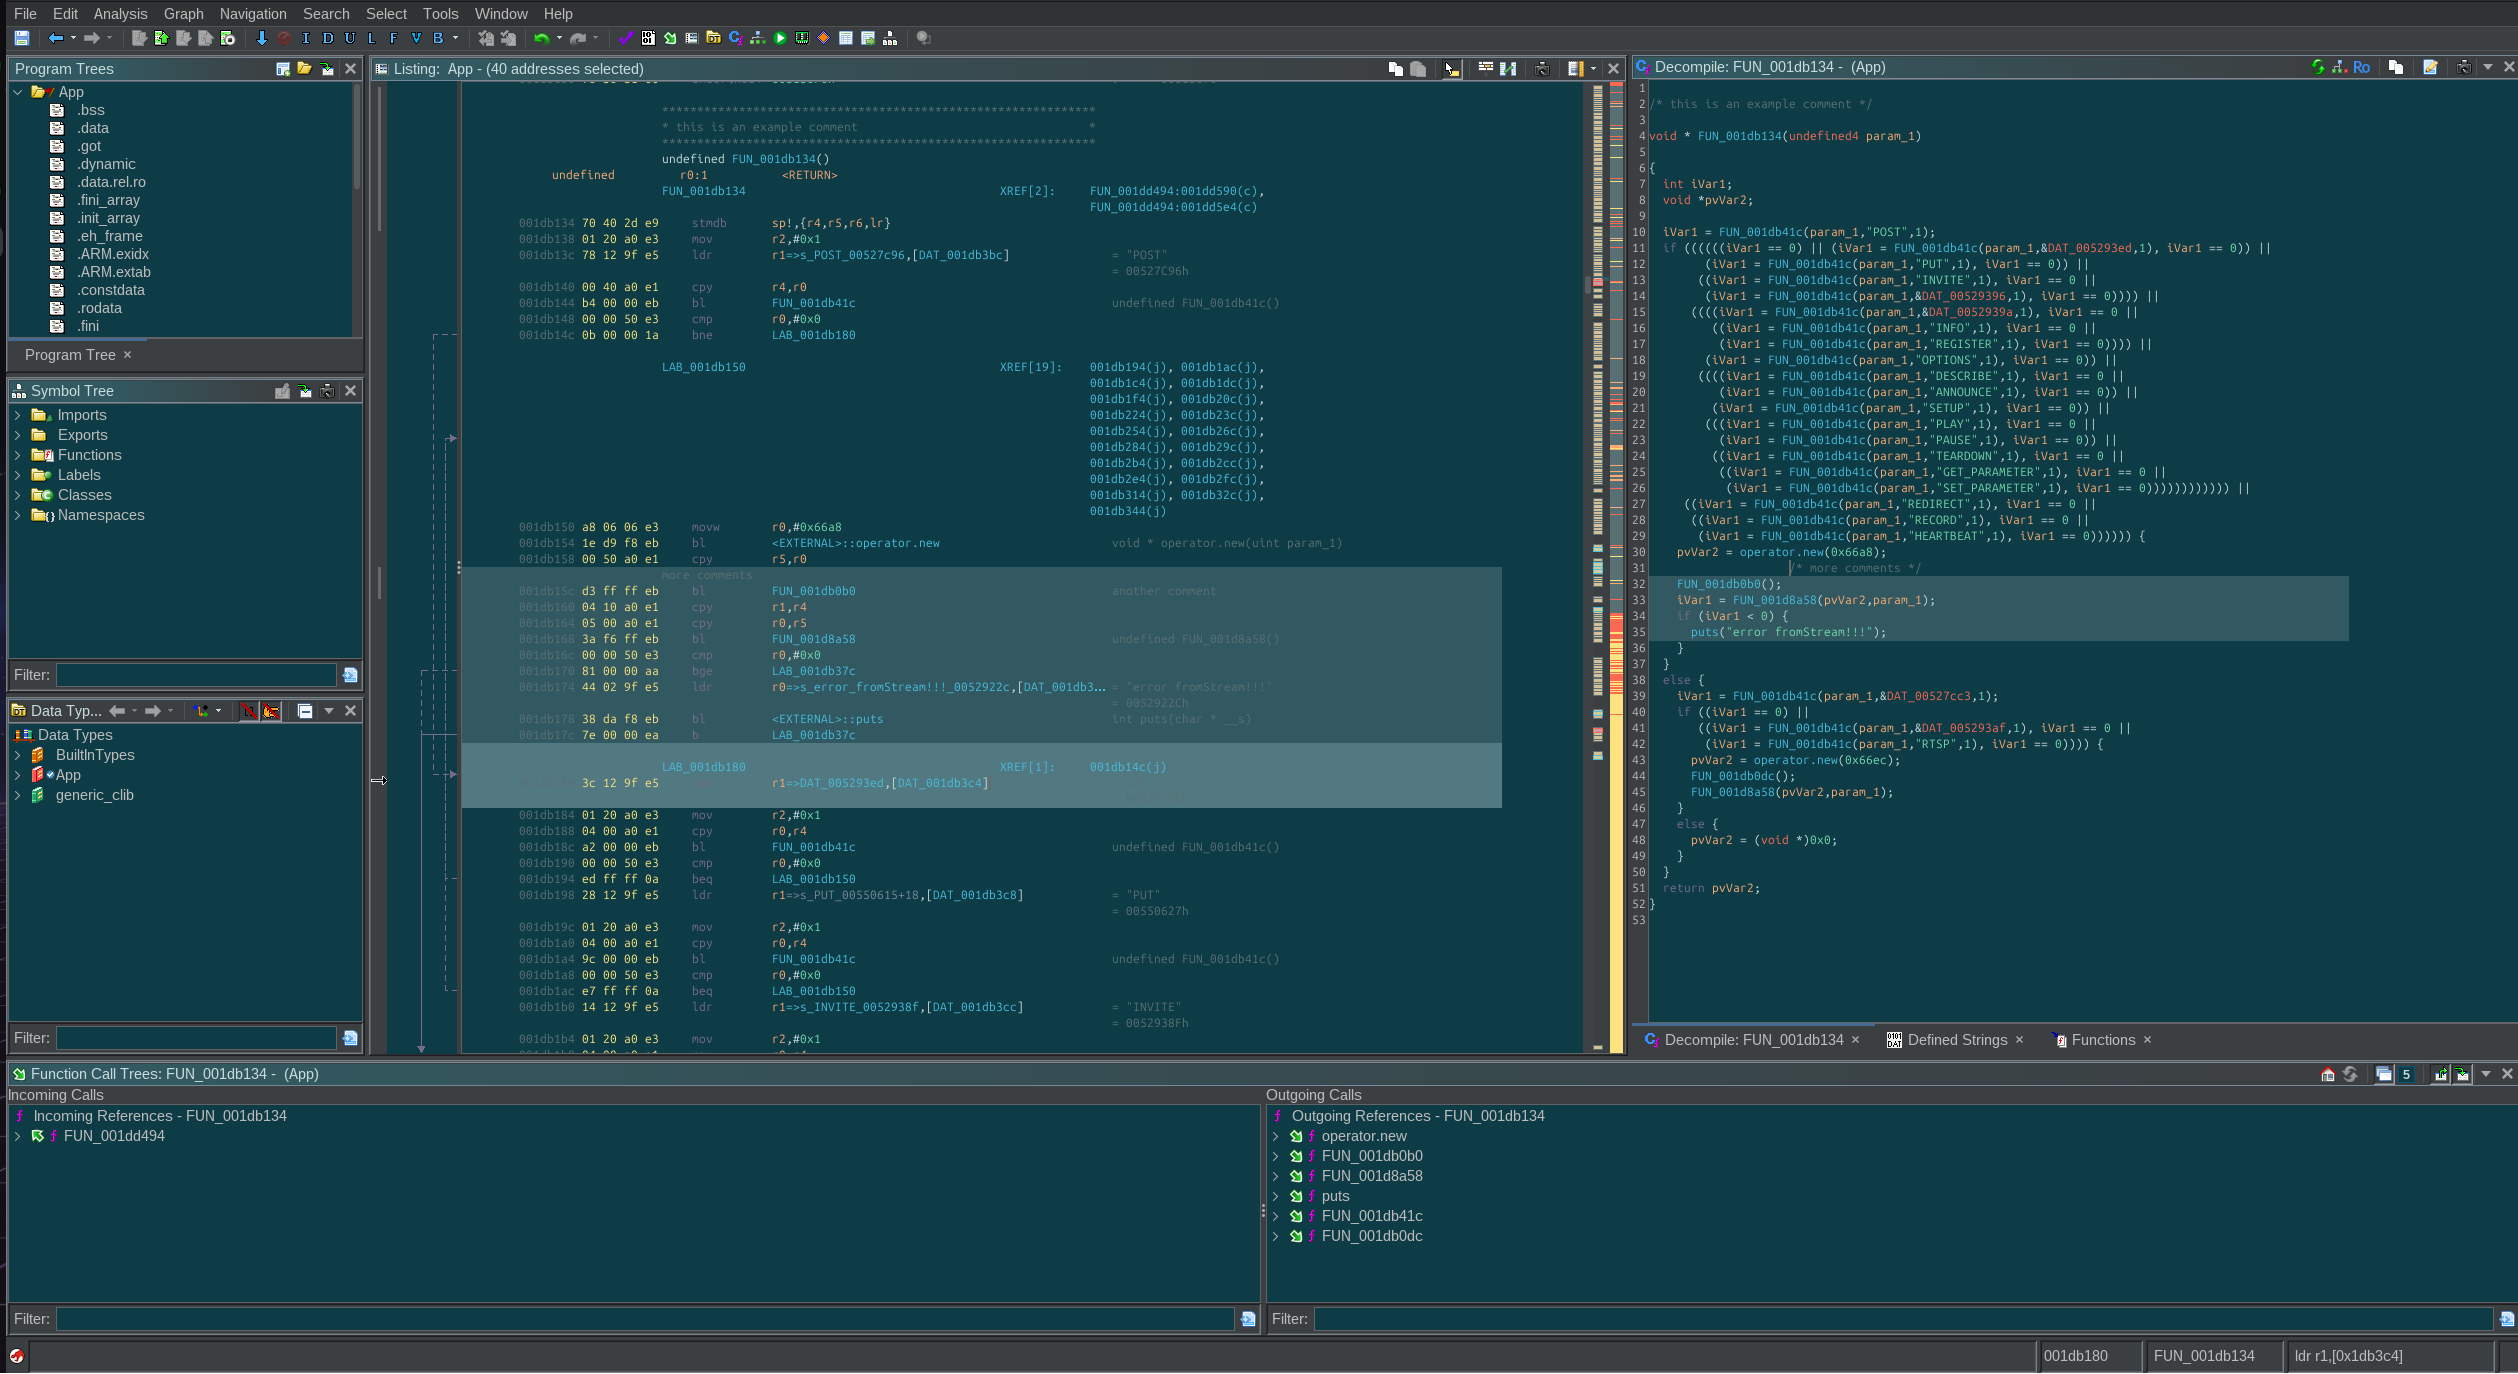 File Edit Analysis Graph Navigation Search Select Tools Window Help
I D U L F V B
Program Trees
App
.bss
.data
.got
.dynamic
.data.rel.ro
.fini_array
.init_array
.eh_frame
.ARM.exidx
.ARM.extab
.constdata
.rodata
.fini
Program Tree ×
Symbol Tree
Imports
Exports
Functions
Labels
Classes
Namespaces
Filter:
Data Typ...
Data Types
BuiltInTypes
App
generic_clib
Filter:
Listing: App - (40 addresses selected)
**************************************************************
* this is an example comment *
**************************************************************
undefined FUN_001db134()
undefined r0:1 <RETURN>
FUN_001db134 XREF[2]: FUN_001dd494:001dd590(c),
FUN_001dd494:001dd5e4(c)
001db134 70 40 2d e9 stmdb sp!,{r4,r5,r6,lr}
001db138 01 20 a0 e3 mov r2,#0x1
001db13c 78 12 9f e5 ldr r1=>s_POST_00527c96,[DAT_001db3bc] = "POST"
= 00527C96h
001db140 00 40 a0 e1 cpy r4,r0
001db144 b4 00 00 eb bl FUN_001db41c undefined FUN_001db41c()
001db148 00 00 50 e3 cmp r0,#0x0
001db14c 0b 00 00 1a bne LAB_001db180
LAB_001db150 XREF[19]: 001db194(j), 001db1ac(j),
001db1c4(j), 001db1dc(j),
001db1f4(j), 001db20c(j),
001db224(j), 001db23c(j),
001db254(j), 001db26c(j),
001db284(j), 001db29c(j),
001db2b4(j), 001db2cc(j),
001db2e4(j), 001db2fc(j),
001db314(j), 001db32c(j),
001db344(j)
001db150 a8 06 06 e3 movw r0,#0x66a8
001db154 1e d9 f8 eb bl <EXTERNAL>::operator.new void * operator.new(uint param_1)
001db158 00 50 a0 e1 cpy r5,r0
more comments
001db15c d3 ff ff eb bl FUN_001db0b0 another comment
001db160 04 10 a0 e1 cpy r1,r4
001db164 05 00 a0 e1 cpy r0,r5
001db168 3a f6 ff eb bl FUN_001d8a58 undefined FUN_001d8a58()
001db16c 00 00 50 e3 cmp r0,#0x0
001db170 81 00 00 aa bge LAB_001db37c
001db174 44 02 9f e5 ldr r0=>s_error_fromStream!!!_0052922c,[DAT_001db3... = "error fromStream!!!"
= 0052922Ch
001db178 38 da f8 eb bl <EXTERNAL>::puts int puts(char * __s)
001db17c 7e 00 00 ea b LAB_001db37c
LAB_001db180 XREF[1]: 001db14c(j)
3c 12 9f e5 r1=>DAT_005293ed,[DAT_001db3c4]
001db184 01 20 a0 e3 mov r2,#0x1
001db188 04 00 a0 e1 cpy r0,r4
001db18c a2 00 00 eb bl FUN_001db41c undefined FUN_001db41c()
001db190 00 00 50 e3 cmp r0,#0x0
001db194 ed ff ff 0a beq LAB_001db150
001db198 28 12 9f e5 ldr r1=>s_PUT_00550615+18,[DAT_001db3c8] = "PUT"
= 00550627h
001db19c 01 20 a0 e3 mov r2,#0x1
001db1a0 04 00 a0 e1 cpy r0,r4
001db1a4 9c 00 00 eb bl FUN_001db41c undefined FUN_001db41c()
001db1a8 00 00 50 e3 cmp r0,#0x0
001db1ac e7 ff ff 0a beq LAB_001db150
001db1b0 14 12 9f e5 ldr r1=>s_INVITE_0052938f,[DAT_001db3cc] = "INVITE"
= 0052938Fh
001db1b4 01 20 a0 e3 mov r2,#0x1
Decompile: FUN_001db134 - (App)
Ro
1
2 /* this is an example comment */
3
4 void * FUN_001db134(undefined4 param_1)
5
6 {
7 int iVar1;
8 void *pvVar2;
9
10 iVar1 = FUN_001db41c(param_1,"POST",1);
11 if ((((((iVar1 == 0) || (iVar1 = FUN_001db41c(param_1,&DAT_005293ed,1), iVar1 == 0)) ||
12 (iVar1 = FUN_001db41c(param_1,"PUT",1), iVar1 == 0)) ||
13 ((iVar1 = FUN_001db41c(param_1,"INVITE",1), iVar1 == 0 ||
14 (iVar1 = FUN_001db41c(param_1,&DAT_00529396,1), iVar1 == 0)))) ||
15 ((((iVar1 = FUN_001db41c(param_1,&DAT_0052939a,1), iVar1 == 0 ||
16 ((iVar1 = FUN_001db41c(param_1,"INFO",1), iVar1 == 0 ||
17 (iVar1 = FUN_001db41c(param_1,"REGISTER",1), iVar1 == 0)))) ||
18 (iVar1 = FUN_001db41c(param_1,"OPTIONS",1), iVar1 == 0)) ||
19 ((((iVar1 = FUN_001db41c(param_1,"DESCRIBE",1), iVar1 == 0 ||
20 (iVar1 = FUN_001db41c(param_1,"ANNOUNCE",1), iVar1 == 0)) ||
21 (iVar1 = FUN_001db41c(param_1,"SETUP",1), iVar1 == 0)) ||
22 (((iVar1 = FUN_001db41c(param_1,"PLAY",1), iVar1 == 0 ||
23 (iVar1 = FUN_001db41c(param_1,"PAUSE",1), iVar1 == 0)) ||
24 ((iVar1 = FUN_001db41c(param_1,"TEARDOWN",1), iVar1 == 0 ||
25 ((iVar1 = FUN_001db41c(param_1,"GET_PARAMETER",1), iVar1 == 0 ||
26 (iVar1 = FUN_001db41c(param_1,"SET_PARAMETER",1), iVar1 == 0)))))))))))) ||
27 ((iVar1 = FUN_001db41c(param_1,"REDIRECT",1), iVar1 == 0 ||
28 ((iVar1 = FUN_001db41c(param_1,"RECORD",1), iVar1 == 0 ||
29 (iVar1 = FUN_001db41c(param_1,"HEARTBEAT",1), iVar1 == 0)))))) {
30 pvVar2 = operator.new(0x66a8);
31 /* more comments */
32 FUN_001db0b0();
33 iVar1 = FUN_001d8a58(pvVar2,param_1);
34 if (iVar1 < 0) {
35 puts("error fromStream!!!");
36 }
37 }
38 else {
39 iVar1 = FUN_001db41c(param_1,&DAT_00527cc3,1);
40 if ((iVar1 == 0) ||
41 ((iVar1 = FUN_001db41c(param_1,&DAT_005293af,1), iVar1 == 0 ||
42 (iVar1 = FUN_001db41c(param_1,"RTSP",1), iVar1 == 0)))) {
43 pvVar2 = operator.new(0x66ec);
44 FUN_001db0dc();
45 FUN_001d8a58(pvVar2,param_1);
46 }
47 else {
48 pvVar2 = (void *)0x0;
49 }
50 }
51 return pvVar2;
52 }
53
Decompile: FUN_001db134 × Defined Strings × Functions ×
Function Call Trees: FUN_001db134 - (App)
5
Incoming Calls
Incoming References - FUN_001db134
FUN_001dd494
Filter:
Outgoing Calls
Outgoing References - FUN_001db134
operator.new
FUN_001db0b0
FUN_001d8a58
puts
FUN_001db41c
FUN_001db0dc
Filter:
001db180 FUN_001db134 ldr r1,[0x1db3c4]